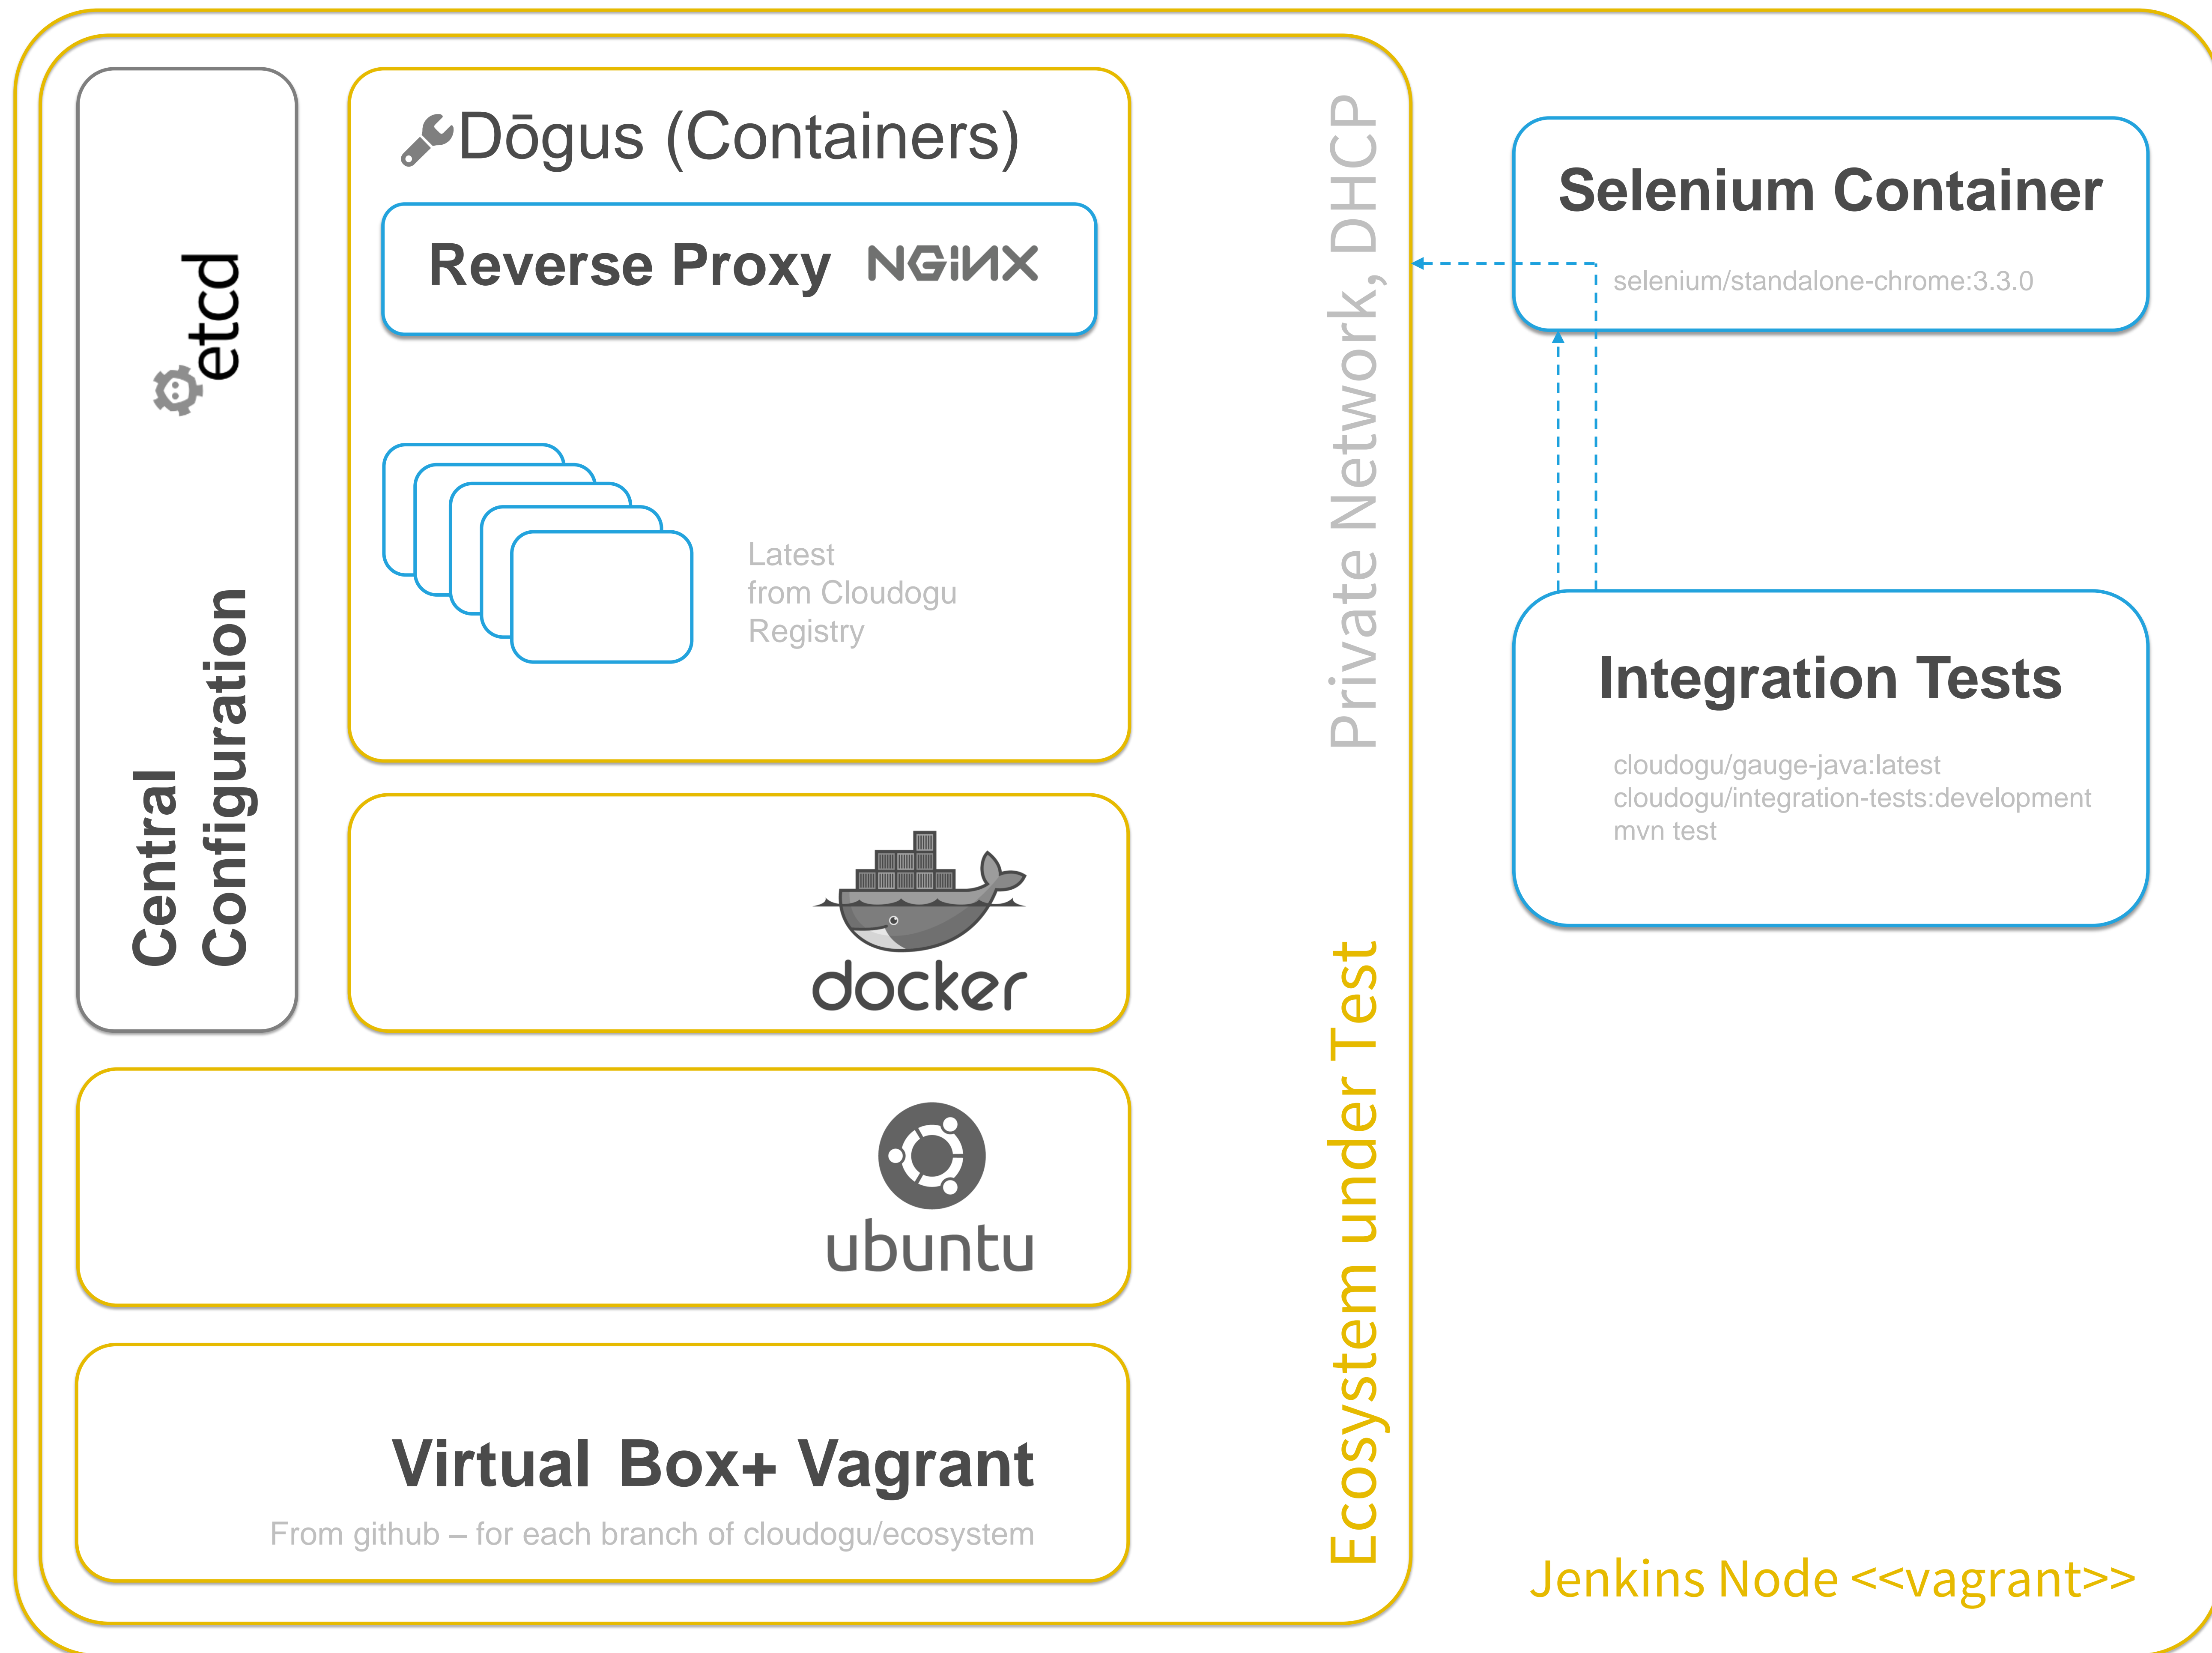 Dōgus (Containers)
Reverse Proxy NGINX
Latest
from Cloudogu
Registry
etcd
Central
Configuration
docker
ubuntu
Virtual Box+ Vagrant
From github – for each branch of cloudogu/ecosystem
Private Network, DHCP
Ecosystem under Test
Selenium Container
selenium/standalone-chrome:3.3.0
Integration Tests
cloudogu/gauge-java:latest
cloudogu/integration-tests:development
mvn test
Jenkins Node <<vagrant>>